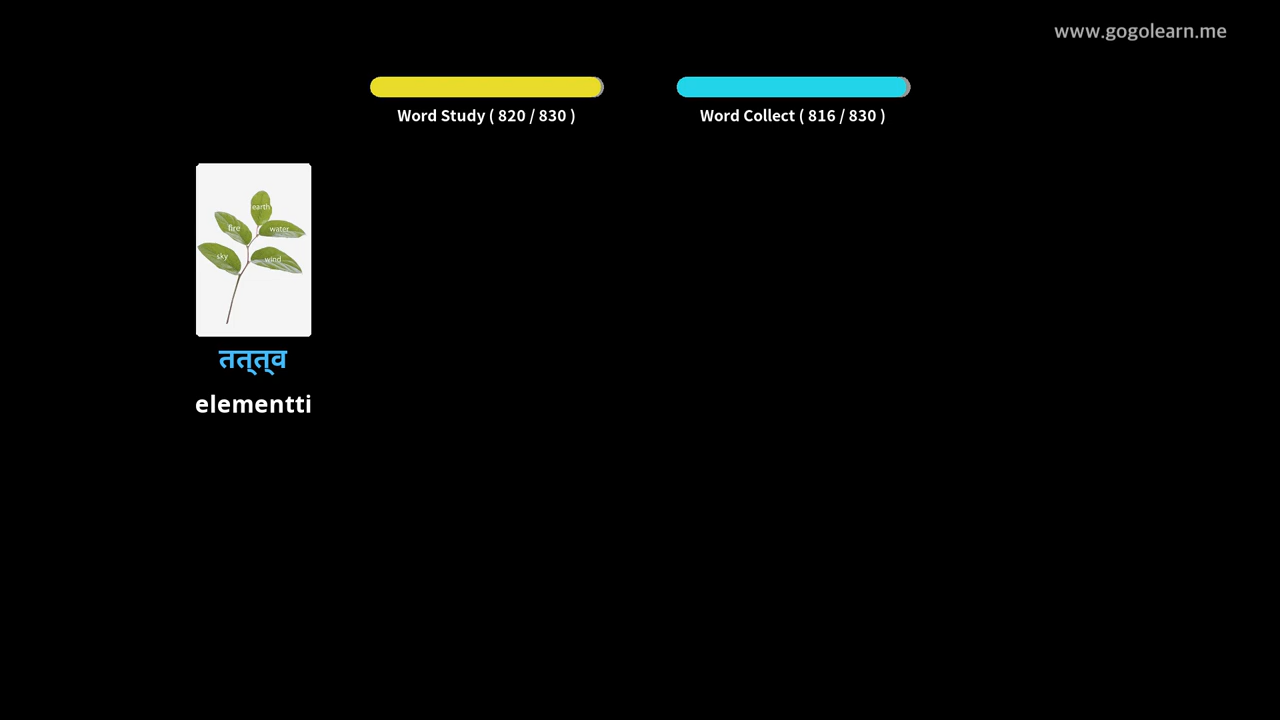 www.gogolearn.me
Word Study ( 820 / 830 )
Word Collect ( 816 / 830 )
earth
fire
water
sky
wind
तत्त्व
elementti